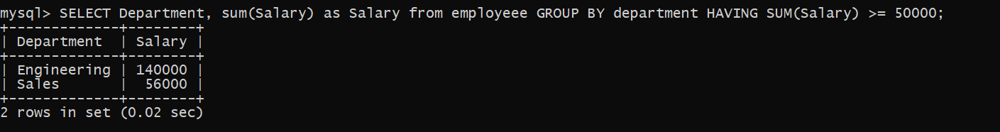 mysql> SELECT Department, sum(Salary) as Salary from employeee GROUP BY department HAVING SUM(Salary) >= 50000;
+-------------+--------+
| Department  | Salary |
+-------------+--------+
| Engineering | 140000 |
| Sales       |  56000 |
+-------------+--------+
2 rows in set (0.02 sec)